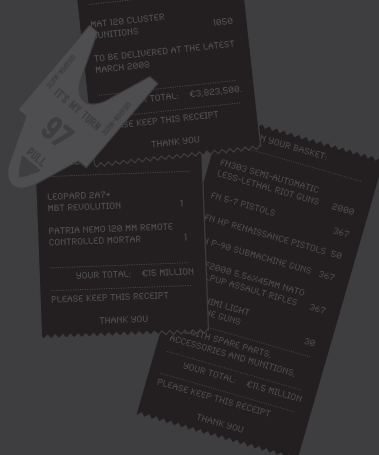 MAT 120 CLUSTER
MUNITIONS 1050
TO BE DELIVERED AT THE LATEST
MARCH 2008
TOTAL: €3,823,500.
KEEP THIS RECEIPT
THANK YOU
IT'S MY TURN
97
PULL
LEOPARD 2A7+
MBT REVOLUTION 1
PATRIA NEMO 120 MM REMOTE
CONTROLLED MORTAR 1
YOUR TOTAL: €15 MILLION
PLEASE KEEP THIS RECEIPT
THANK YOU
YOUR BASKET:
FN303 SEMI-AUTOMATIC
LESS-LETHAL RIOT GUNS 2000
FN 5-7 PISTOLS 367
FN HP RENAISSANCE PISTOLS 50
P-90 SUBMACHINE GUNS 367
2000 5.56X45MM NATO
ASSAULT RIFLES 367
LIGHT
GUNS 30
WITH SPARE PARTS,
ACCESSORIES AND MUNITIONS,
YOUR TOTAL: €11.5 MILLION
PLEASE KEEP THIS RECEIPT
THANK YOU